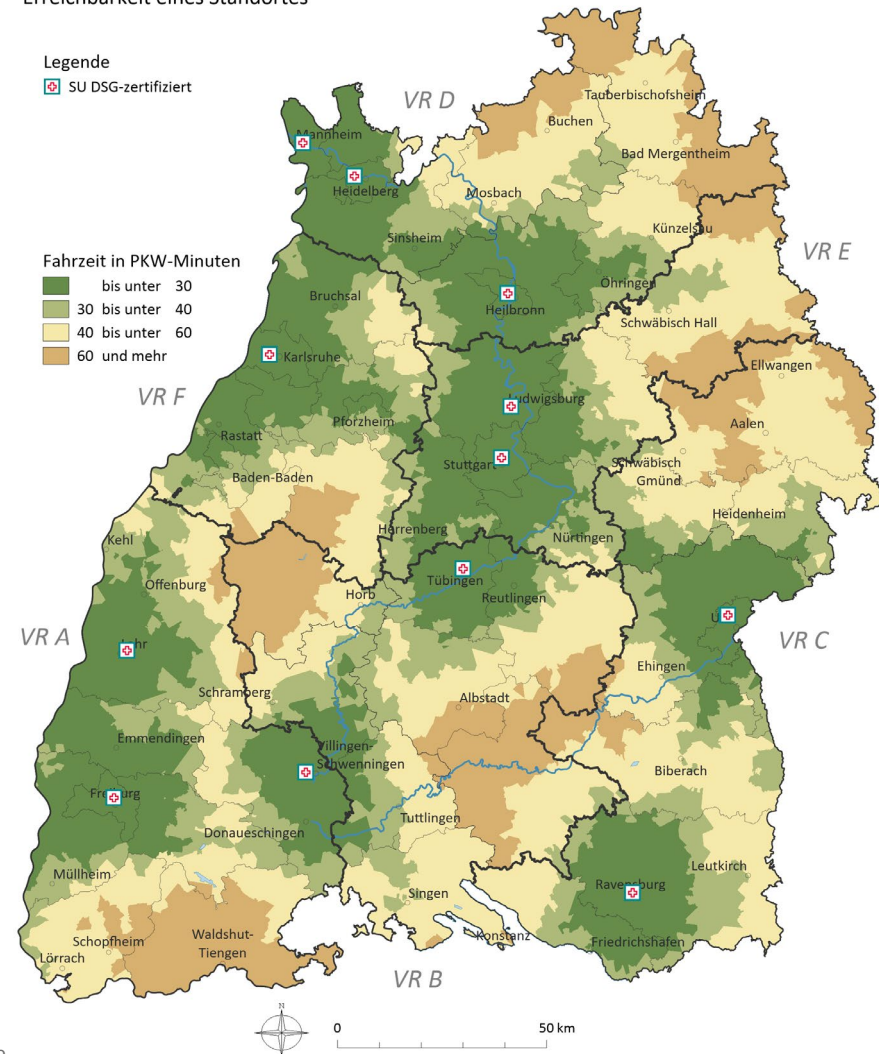 Erreichbarkeit eines Standortes
Legende
SU DSG-zertifiziert
VR D
Tauberbischofsheim
Buchen
Mannheim
Bad Mergentheim
Heidelberg
Mosbach
Künzelsau
Sinsheim
VR E
Fahrzeit in PKW-Minuten
bis unter 30
30 bis unter 40
40 bis unter 60
60 und mehr
Bruchsal
Öhringen
Heilbronn
Schwäbisch Hall
Karlsruhe
Ellwangen
VR F
Ludwigsburg
Rastatt
Pforzheim
Aalen
Stuttgart
Schwäbisch
Gmünd
Baden-Baden
Heidenheim
Herrenberg
Nürtingen
Kehl
Offenburg
Tübingen
Horb
Reutlingen
VR A
VR C
Ehingen
Schramberg
Albstadt
Emmendingen
Villingen-
Schwenningen
Biberach
Freiburg
Tuttlingen
Donaueschingen
Müllheim
Leutkirch
Ravensburg
Singen
Waldshut-
Tiengen
Schopfheim
Konstanz
Friedrichshafen
Lörrach
VR B
N
0 50 km